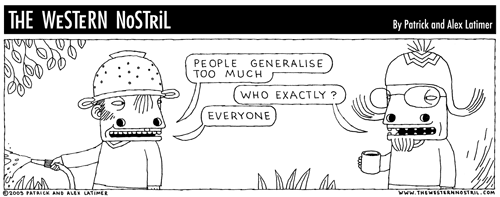 THE WESTERN NOSTRIL
By Patrick and Alex Latimer
PEOPLE GENERALISE
TOO MUCH
WHO EXACTLY?
EVERYONE
©2009 PATRICK AND ALEX LATIMER
WWW.THEWESTERNNOSTRIL.COM